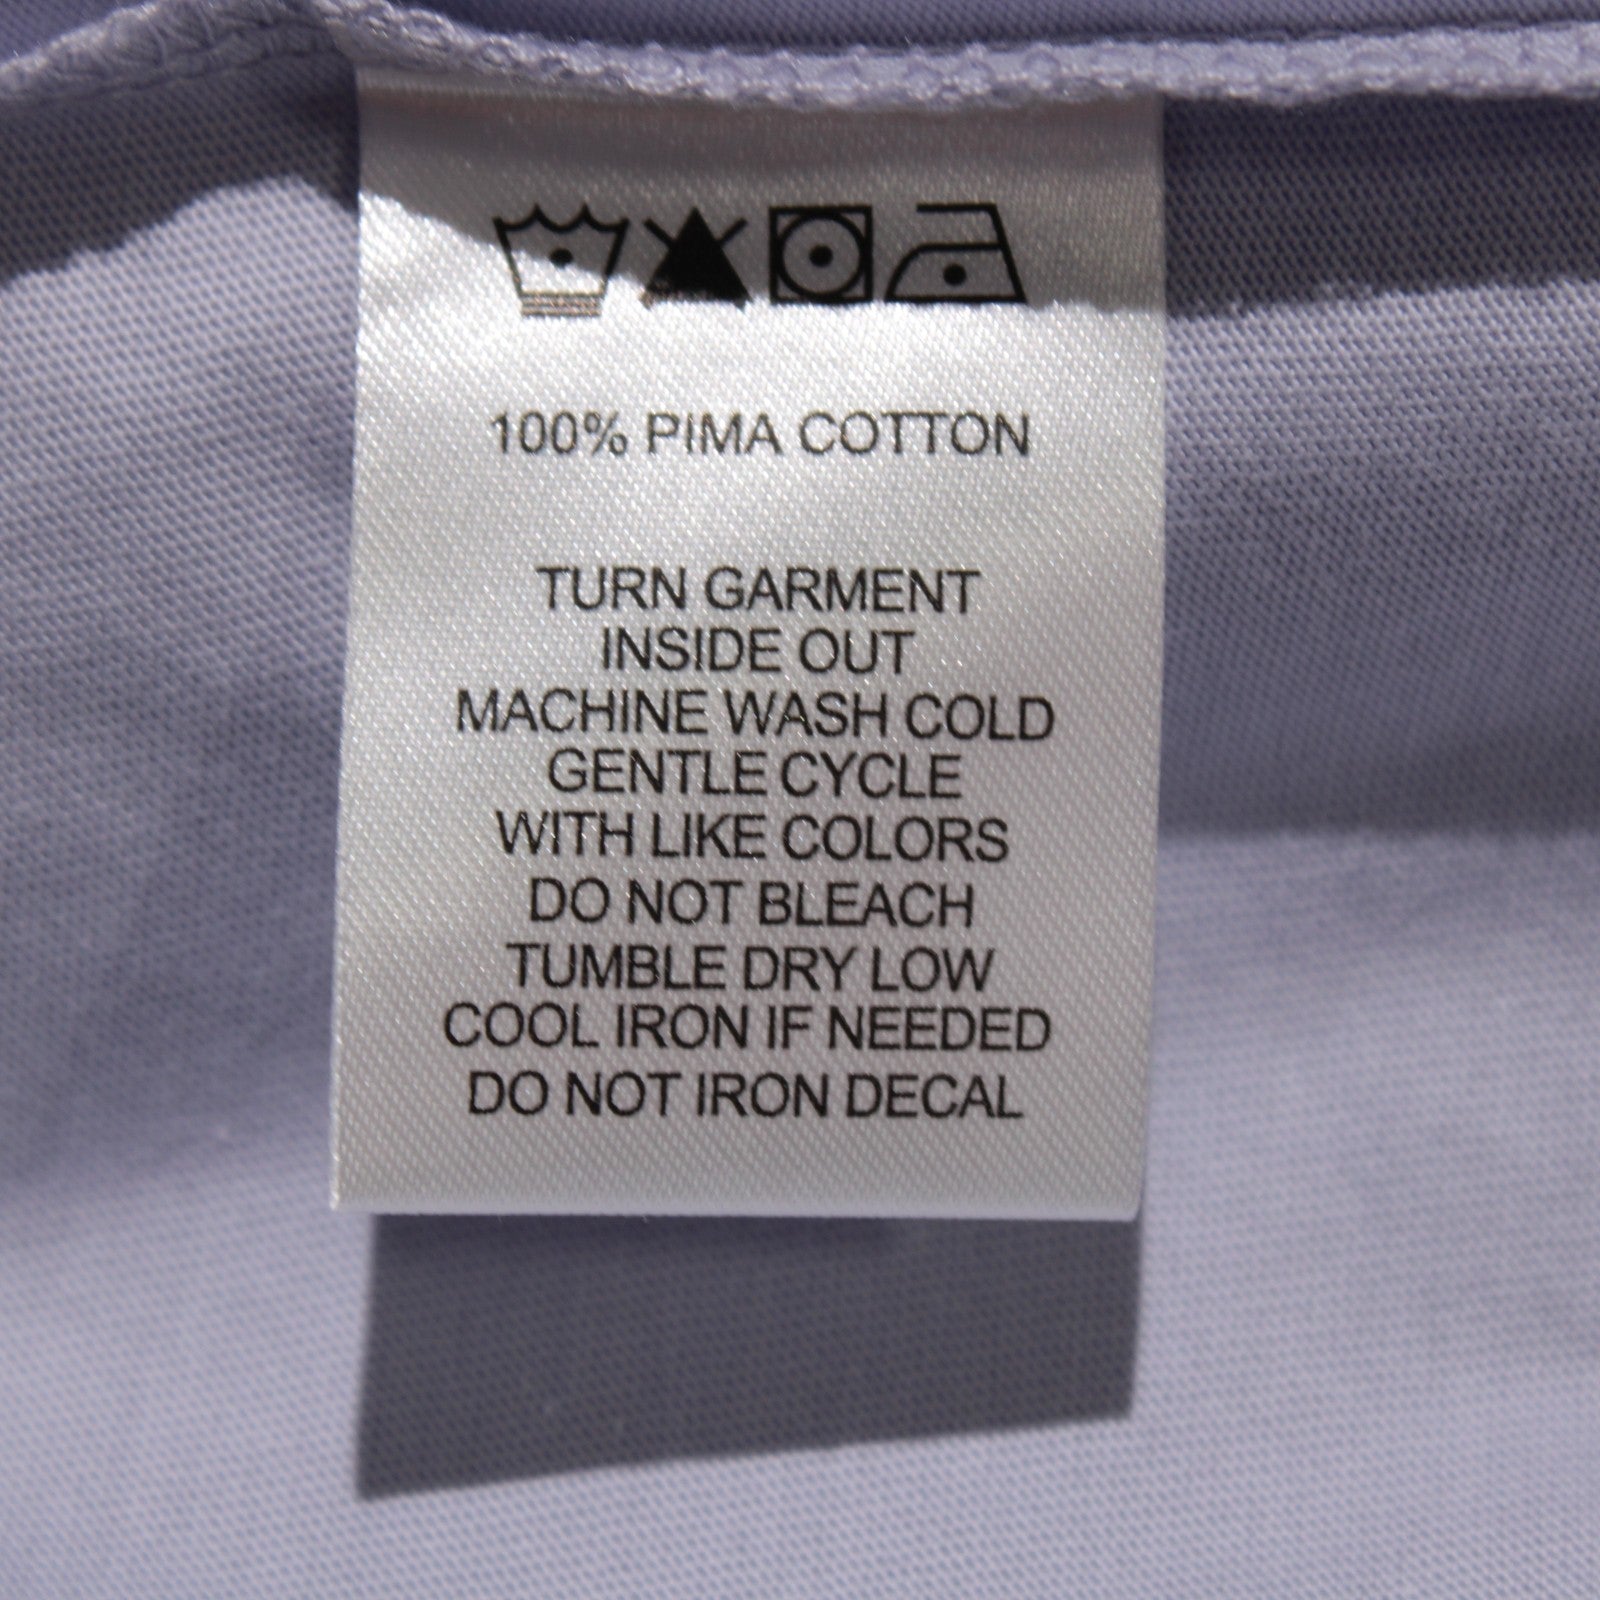 100% PIMA COTTON
TURN GARMENT
INSIDE OUT
MACHINE WASH COLD
GENTLE CYCLE
WITH LIKE COLORS
DO NOT BLEACH
TUMBLE DRY LOW
COOL IRON IF NEEDED
DO NOT IRON DECAL